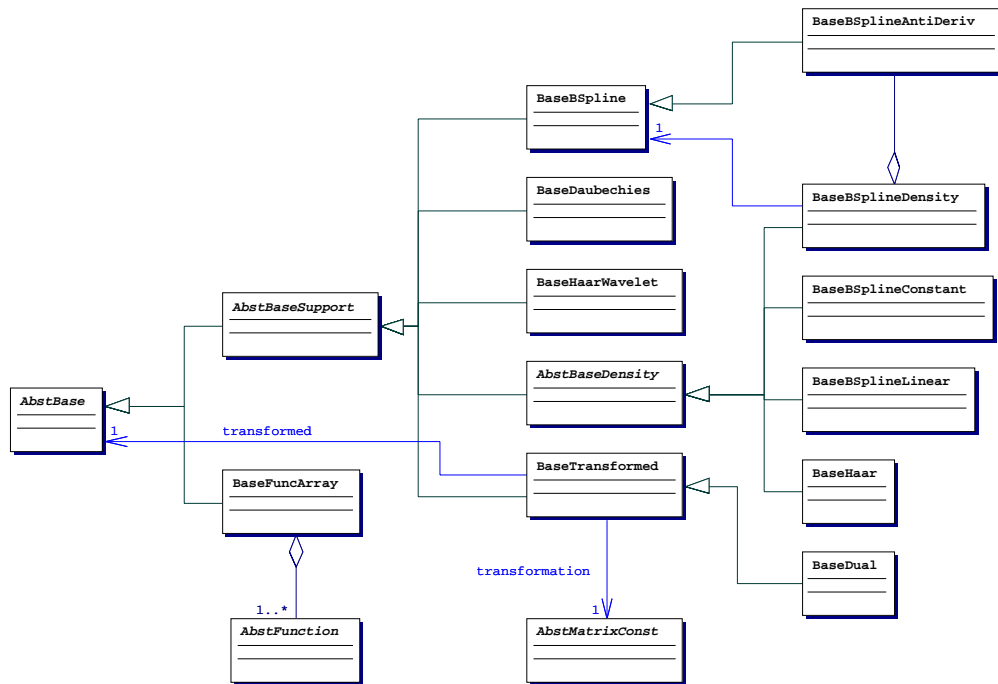 BaseBSplineAntiDeriv
BaseBSpline
1
BaseDaubechies
BaseBSplineDensity
BaseHaarWavelet
BaseBSplineConstant
AbstBaseSupport
AbstBaseDensity
BaseBSplineLinear
AbstBase
1
transformed
BaseTransformed
BaseHaar
BaseFuncArray
BaseDual
transformation
1..*
1
AbstFunction
AbstMatrixConst